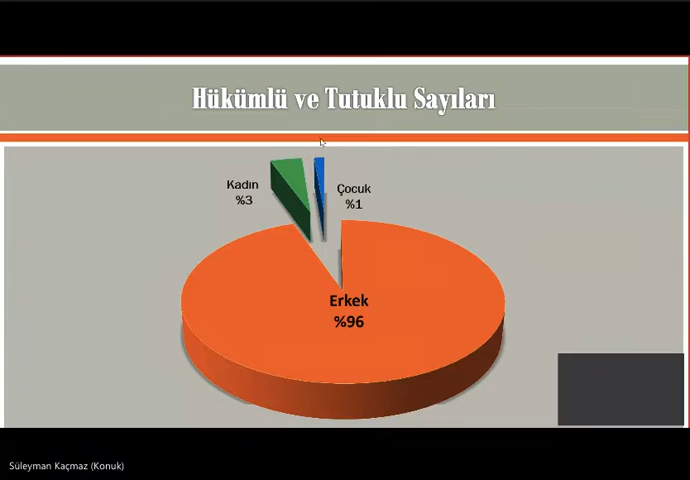 Hükümlü ve Tutuklu Sayıları
Kadın
%3
Çocuk
%1
Erkek
%96
Süleyman Kaçmaz (Konuk)